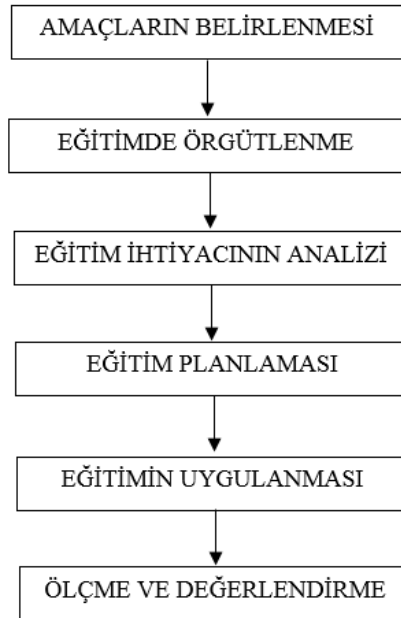 AMAÇLARIN BELİRLENMESİ
EĞİTİMDE ÖRGÜTLENME
EĞİTİM İHTİYACININ ANALİZİ
EĞİTİM PLANLAMASI
EĞİTİMİN UYGULANMASI
ÖLÇME VE DEĞERLENDİRME